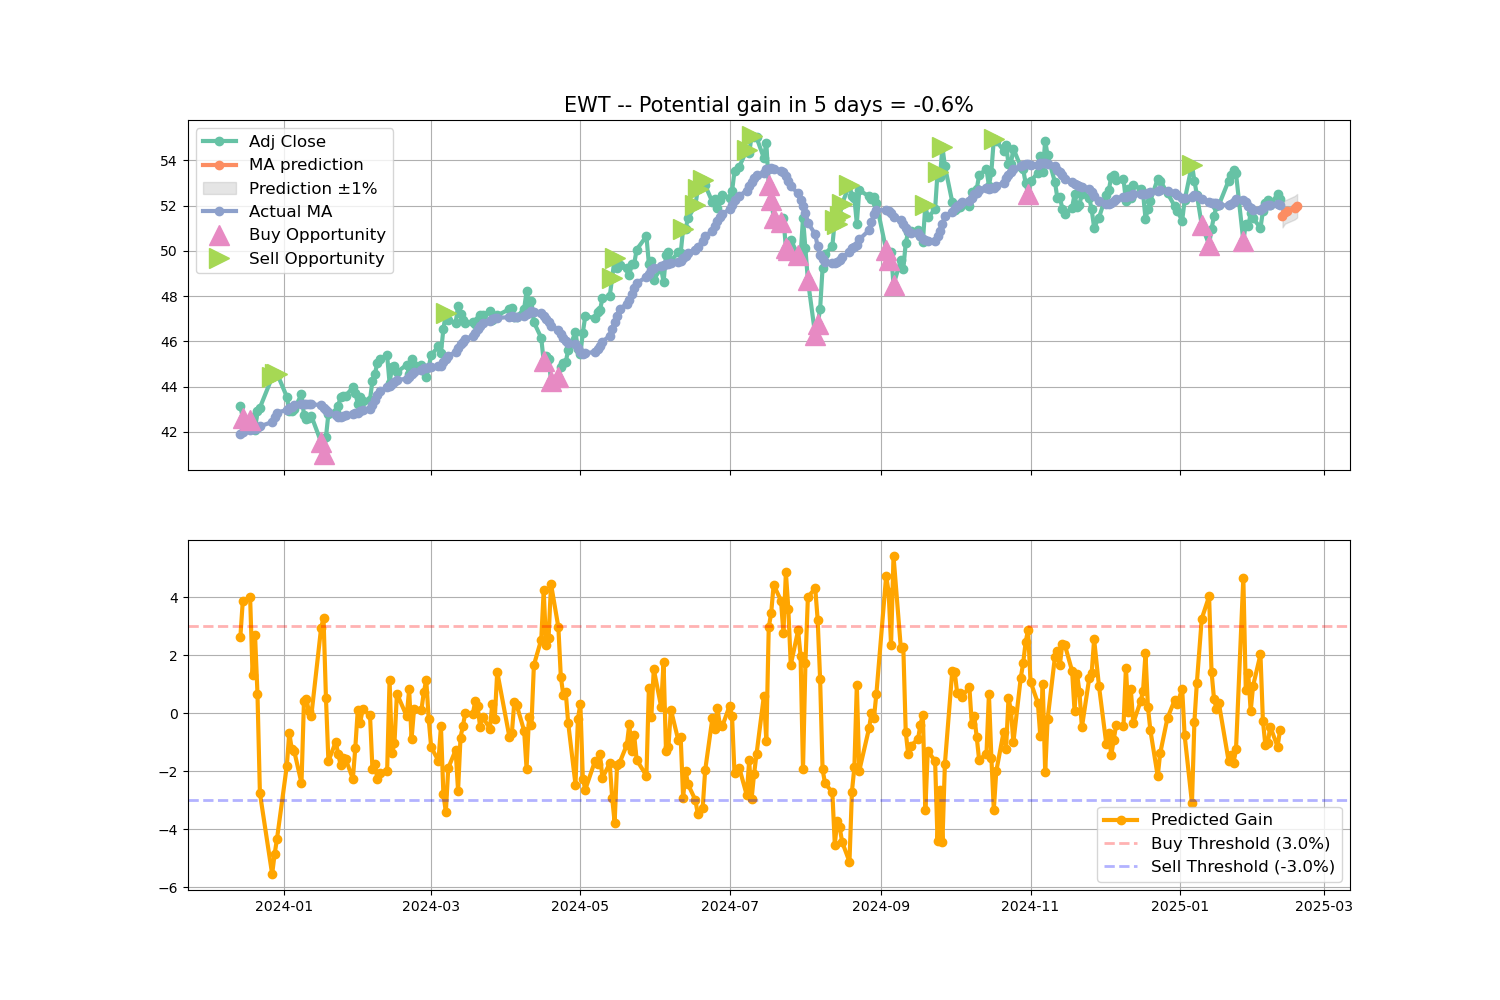 EWT -- Potential gain in 5 days = -0.6%
Adj Close
MA prediction
Prediction ±1%
Actual MA
Buy Opportunity
Sell Opportunity
54
52
50
48
46
44
42
4
2
0
−2
−4
−6
Predicted Gain
Buy Threshold (3.0%)
Sell Threshold (-3.0%)
2024-01 2024-03 2024-05 2024-07 2024-09 2024-11 2025-01 2025-03